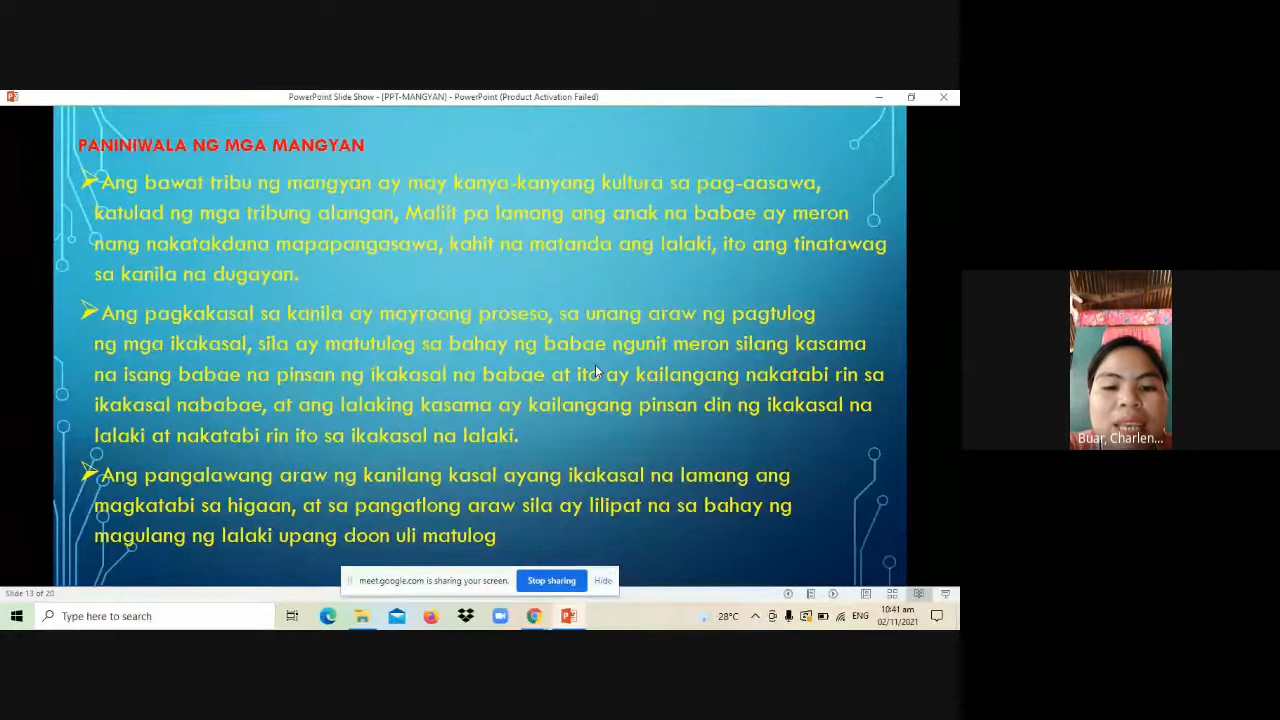 PowerPoint Slide Show - [PPT-MANGYAN] - PowerPoint (Product Activation Failed)
PANINIWALA NG MGA MANGYAN
Ang bawat tribu ng mangyan ay may kanya-kanyang kultura sa pag-aasawa,
katulad ng mga tribung alangan, Maliit pa lamang ang anak na babae ay meron
nang nakatakdana mapapangasawa, kahit na matanda ang lalaki, ito ang tinatawag
sa kanila na dugayan.
Ang pagkakasal sa kanila ay mayroong proseso, sa unang araw ng pagtulog
ng mga ikakasal, sila ay matutulog sa bahay ng babae ngunit meron silang kasama
na isang babae na pinsan ng ikakasal na babae at ito ay kailangang nakatabi rin sa
ikakasal nababae, at ang lalaking kasama ay kailangang pinsan din ng ikakasal na
lalaki at nakatabi rin ito sa ikakasal na lalaki.
Ang pangalawang araw ng kanilang kasal ayang ikakasal na lamang ang
magkatabi sa higaan, at sa pangatlong araw sila ay lilipat na sa bahay ng
magulang ng lalaki upang doon uli matulog
meet.google.com is sharing your screen. Stop sharing Hide
Slide 13 of 20
Type here to search 28°C ENG 10:41 am
02/11/2021
Buar, Charlen...